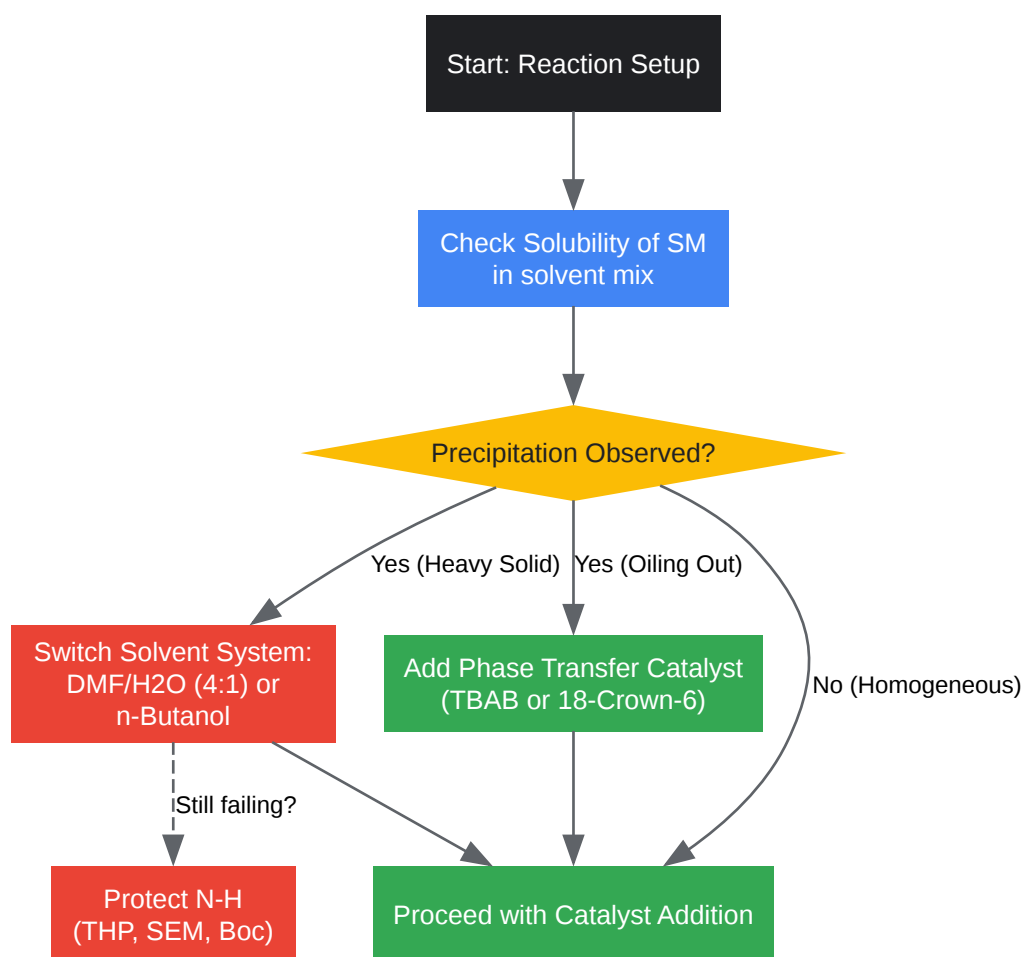 Start: Reaction Setup
Check Solubility of SM
in solvent mix
Precipitation Observed?
Yes (Heavy Solid)
Yes (Oiling Out)
No (Homogeneous)
Switch Solvent System:
DMF/H2O (4:1) or
n-Butanol
Add Phase Transfer Catalyst
(TBAB or 18-Crown-6)
Still failing?
Protect N-H
(THP, SEM, Boc)
Proceed with Catalyst Addition